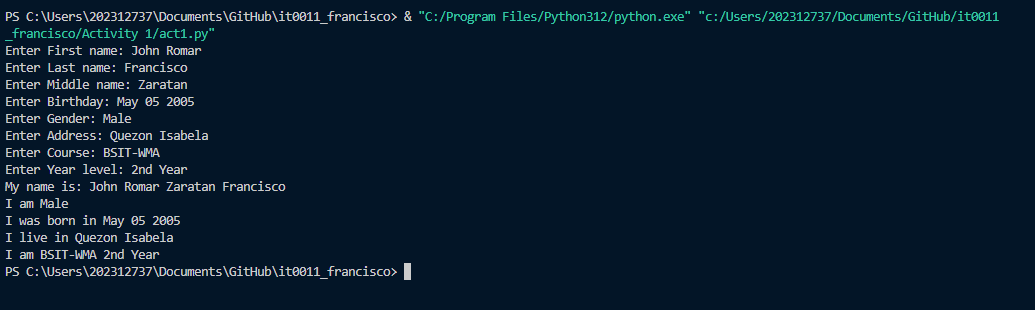 PS C:\Users\202312737\Documents\GitHub\it0011_francisco> & "C:/Program Files/Python312/python.exe" "c:/Users/202312737/Documents/GitHub/it0011
_francisco/Activity 1/act1.py"
Enter First name: John Romar
Enter Last name: Francisco
Enter Middle name: Zaratan
Enter Birthday: May 05 2005
Enter Gender: Male
Enter Address: Quezon Isabela
Enter Course: BSIT-WMA
Enter Year level: 2nd Year
My name is: John Romar Zaratan Francisco
I am Male
I was born in May 05 2005
I live in Quezon Isabela
I am BSIT-WMA 2nd Year
PS C:\Users\202312737\Documents\GitHub\it0011_francisco>